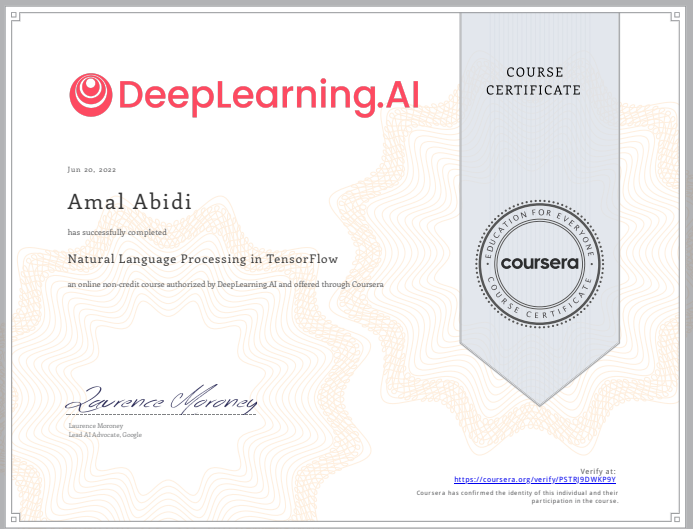 DeepLearning.AI
COURSE
CERTIFICATE
Jun 20, 2022
Amal Abidi
has successfully completed
Natural Language Processing in TensorFlow
an online non-credit course authorized by DeepLearning.AI and offered through Coursera
EDUCATION FOR EVERYONE
coursera
COURSE CERTIFICATE
Laurence Moroney
Laurence Moroney
Lead AI Advocate, Google
Verify at:
https://coursera.org/verify/PSTRJ9DWKP9Y
Coursera has confirmed the identity of this individual and their
participation in the course.